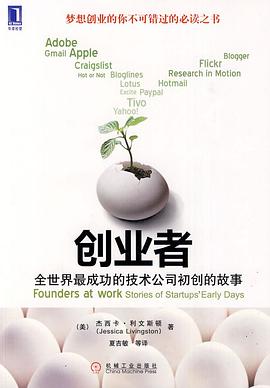 华章IT
梦想创业的你不可错过的必读之书
Adobe
Blogger
Gmail Apple
Flickr
Craigslist
Research in Motion
Hot or Not
Bloglines
Hotmail
Lotus
Excite
Paypal
Tivo
Yahoo!
创业者
全世界最成功的技术公司初创的故事
Founders at work Stories of Startups'Early Days
(美) 杰西卡·利文斯顿 著
(Jessica Livingston)
夏吉敏 等译
机械工业出版社
China Machine Press